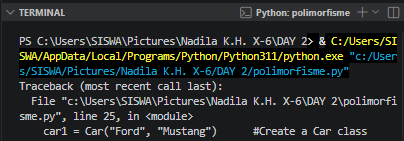 TERMINAL
Python: polimorfisme
PS C:\Users\SISWA\Pictures\Nadila K.H. X-6\DAY 2> & C:/Users/SI
SWA/AppData/Local/Programs/Python/Python311/python.exe "c:/User
s/SISWA/Pictures/Nadila K.H. X-6/DAY 2/polimorfisme.py"
Traceback (most recent call last):
  File "c:\Users\SISWA\Pictures\Nadila K.H. X-6\DAY 2\polimorfi
sme.py", line 25, in <module>
    car1 = Car("Ford", "Mustang")      #Create a Car class